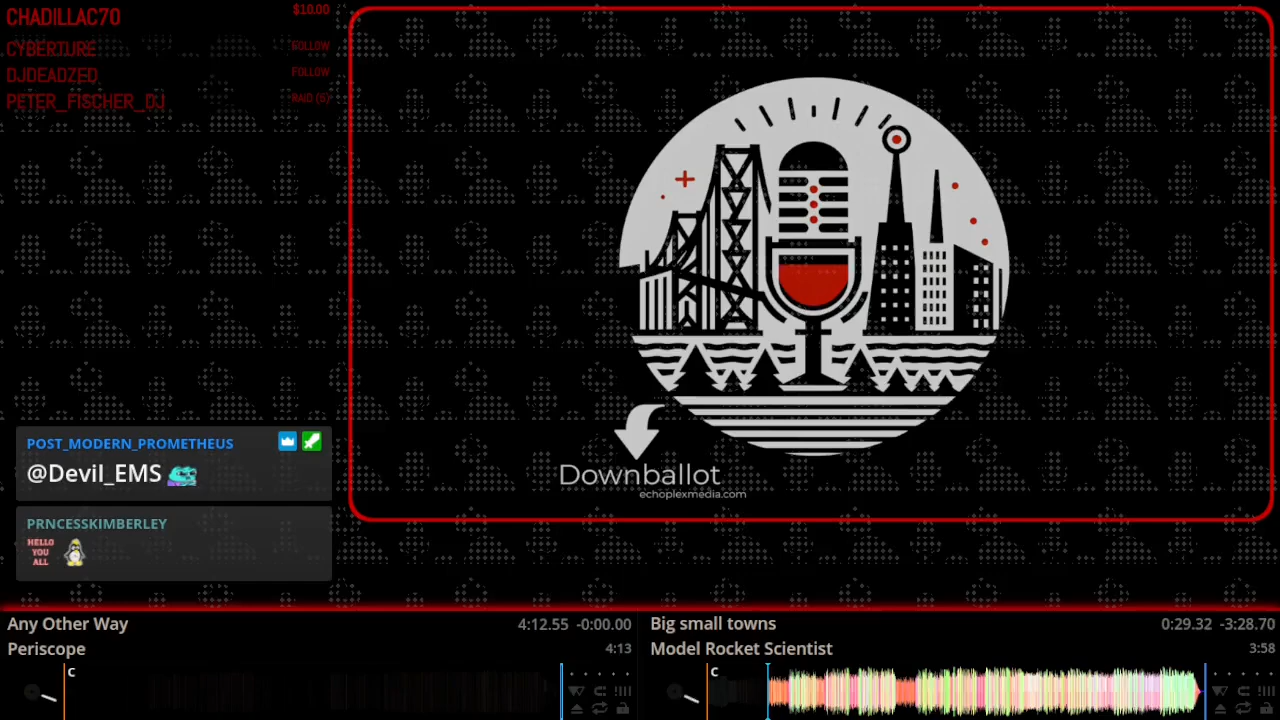 CHADILLAC70 $10.00
CYBERTURE FOLLOW
DJDEADZED FOLLOW
PETER_FISCHER_DJ RAID (5)
POST_MODERN_PROMETHEUS
@Devil_EMS
PRNCESSKIMBERLEY
HELLO
YOU
ALL
Downballot
echoplexmedia.com
Any Other Way 4:12.55 -0:00.00
Periscope 4:13
C
Big small towns 0:29.32 -3:28.70
Model Rocket Scientist 3:58
C